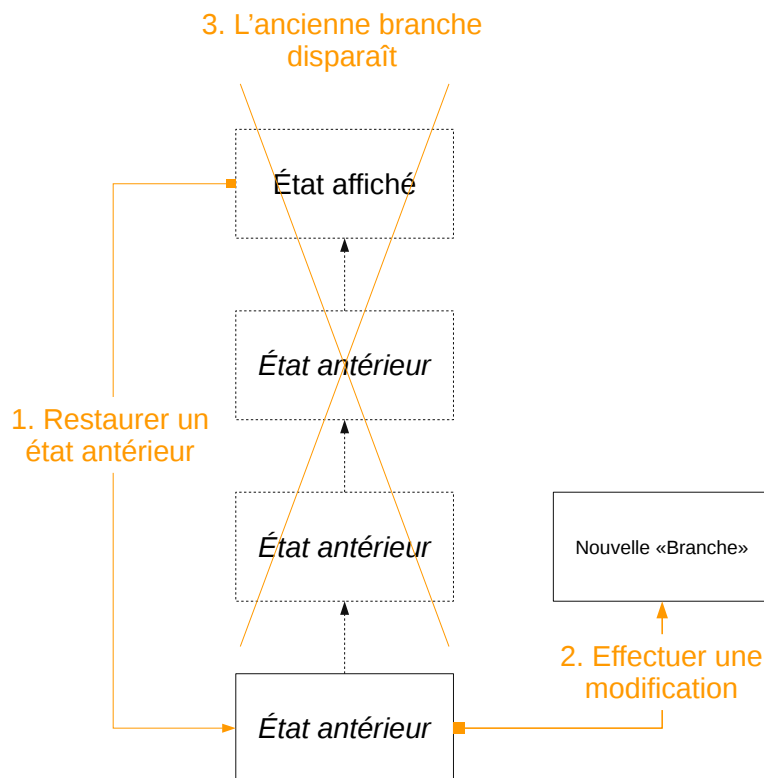 3. L'ancienne branche
disparaît
État affiché
État antérieur
1. Restaurer un
état antérieur
État antérieur
Nouvelle «Branche»
2. Effectuer une
modification
État antérieur